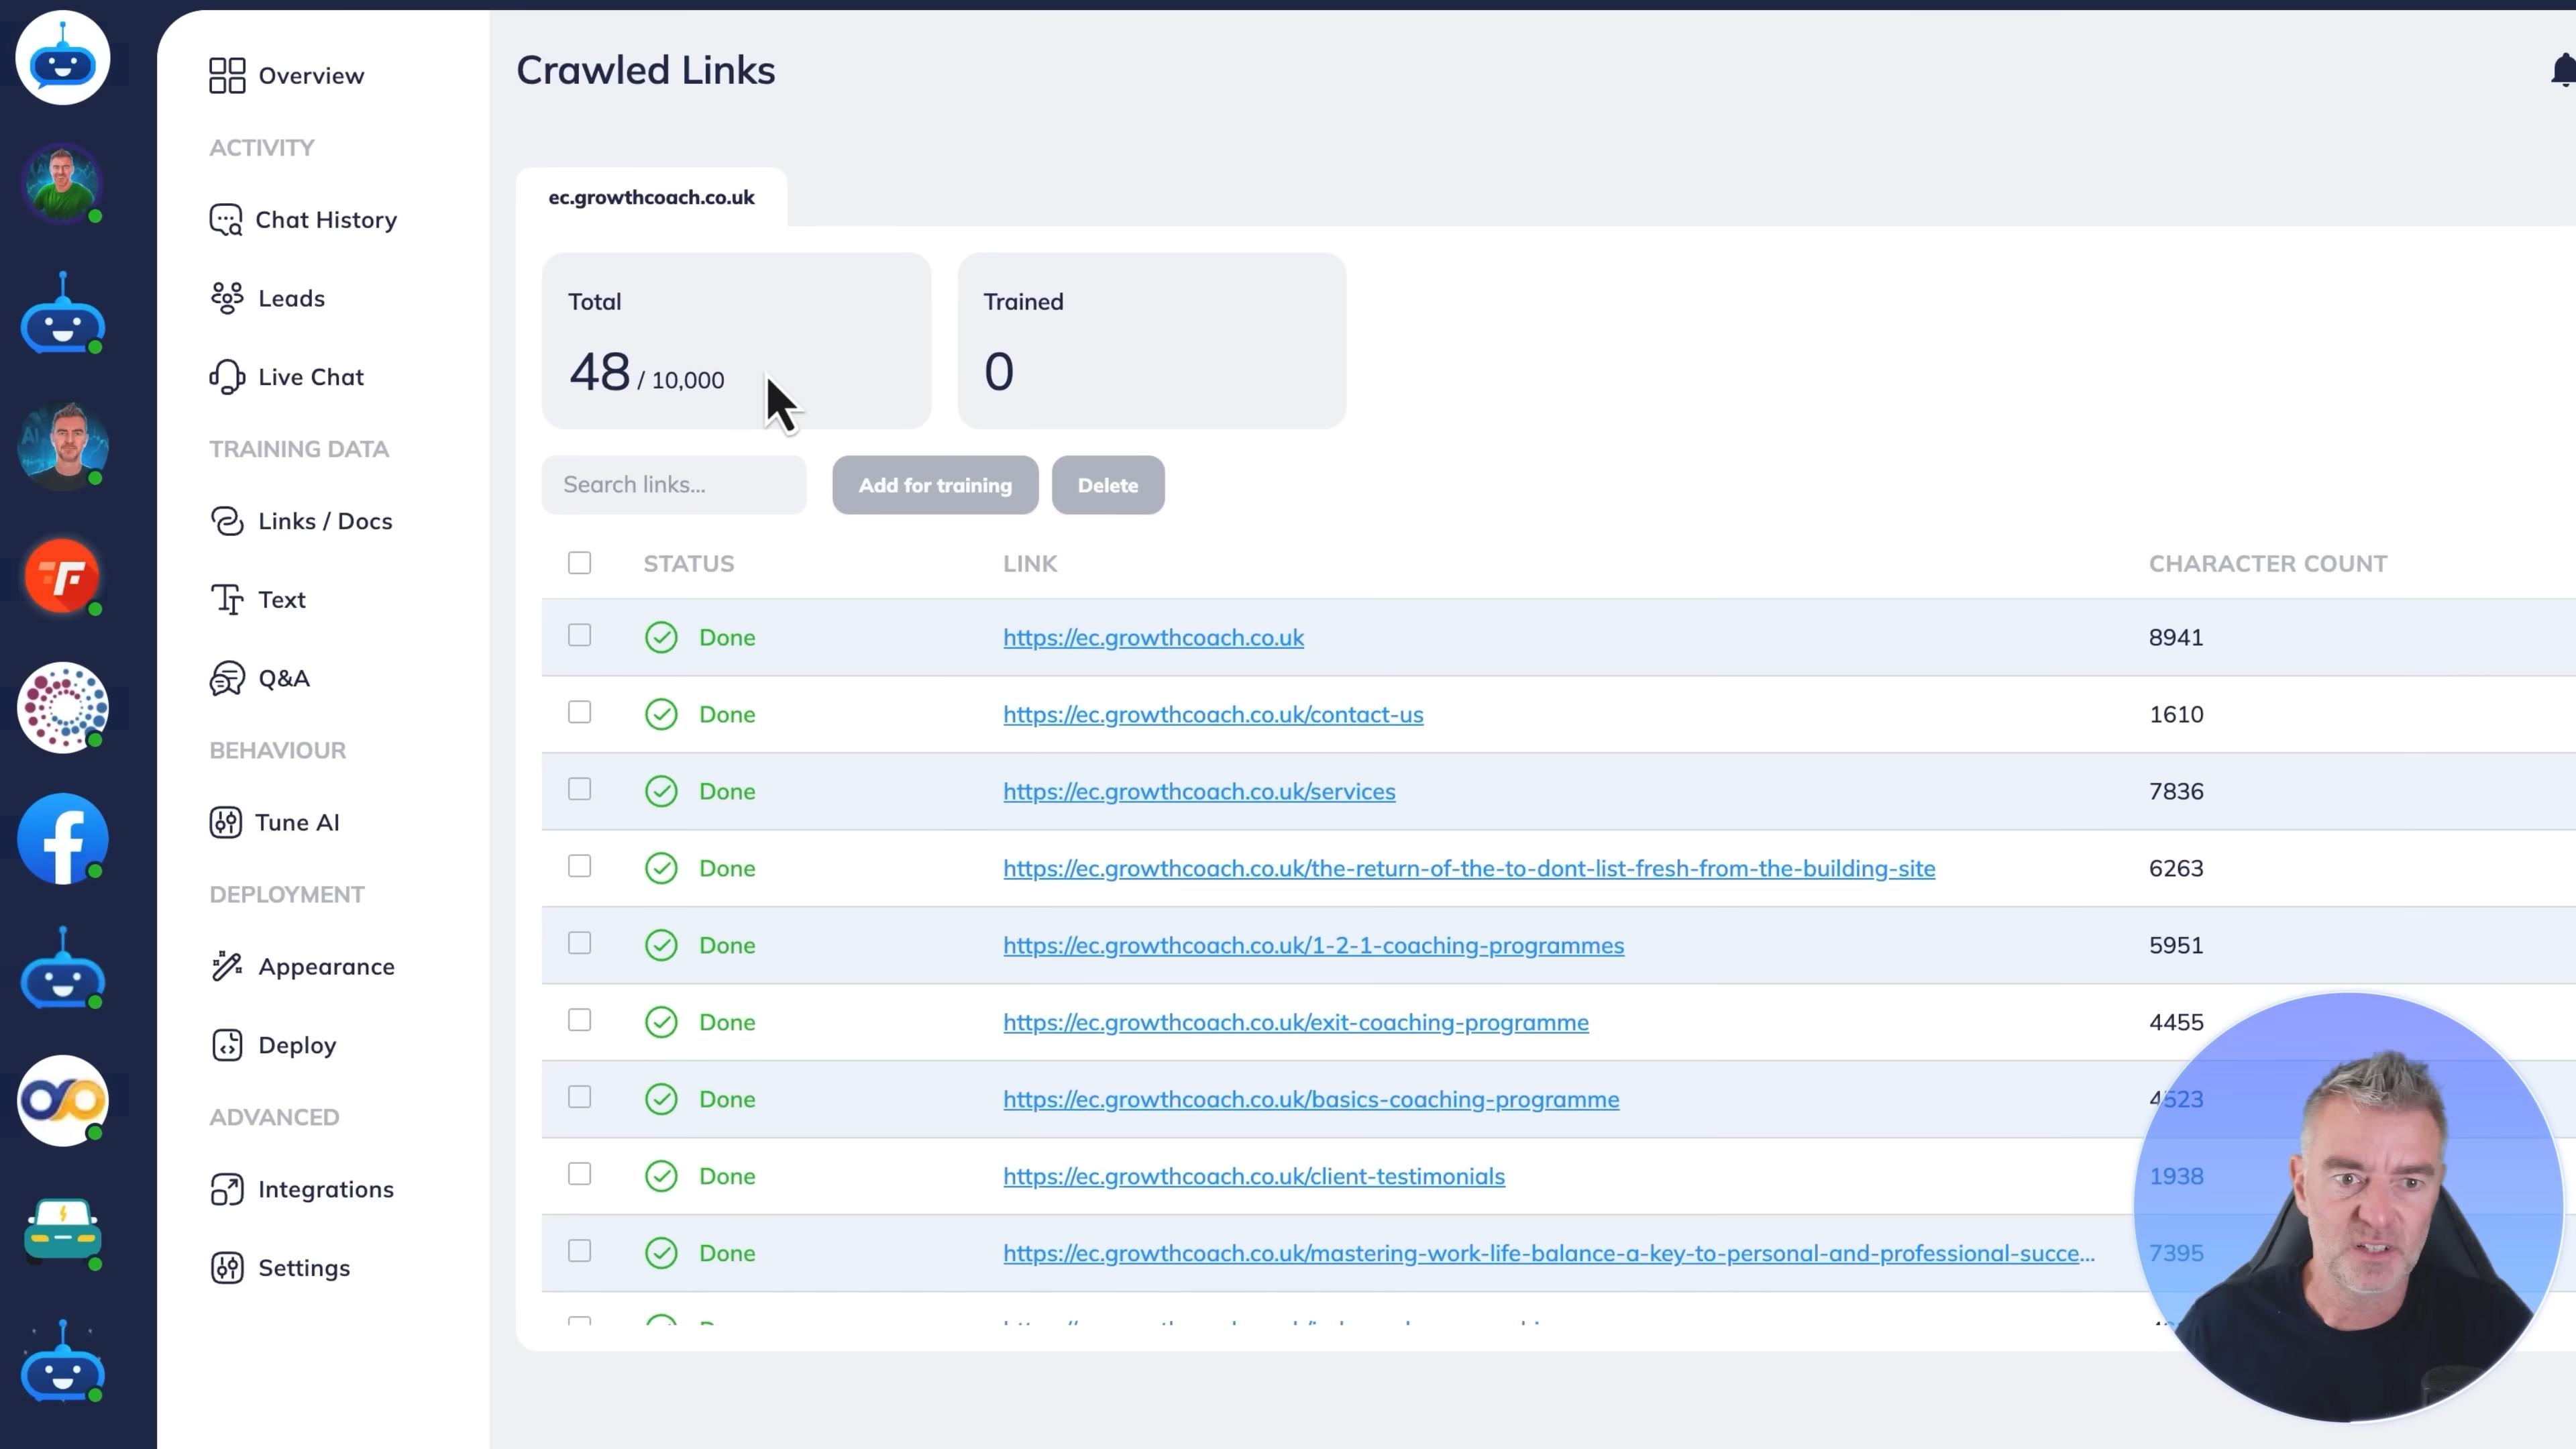 Overview
ACTIVITY
Chat History
Leads
Live Chat
TRAINING DATA
Links / Docs
Text
Q&A
BEHAVIOUR
Tune AI
DEPLOYMENT
Appearance
Deploy
ADVANCED
Integrations
Settings
Crawled Links
ec.growthcoach.co.uk
Total
48 / 10,000
Trained
0
Search links...
Add for training
Delete
STATUS LINK CHARACTER COUNT
Done https://ec.growthcoach.co.uk 8941
Done https://ec.growthcoach.co.uk/contact-us 1610
Done https://ec.growthcoach.co.uk/services 7836
Done https://ec.growthcoach.co.uk/the-return-of-the-to-dont-list-fresh-from-the-building-site 6263
Done https://ec.growthcoach.co.uk/1-2-1-coaching-programmes 5951
Done https://ec.growthcoach.co.uk/exit-coaching-programme 4455
Done https://ec.growthcoach.co.uk/basics-coaching-programme 4523
Done https://ec.growthcoach.co.uk/client-testimonials 1938
Done https://ec.growthcoach.co.uk/mastering-work-life-balance-a-key-to-personal-and-professional-succe... 7395